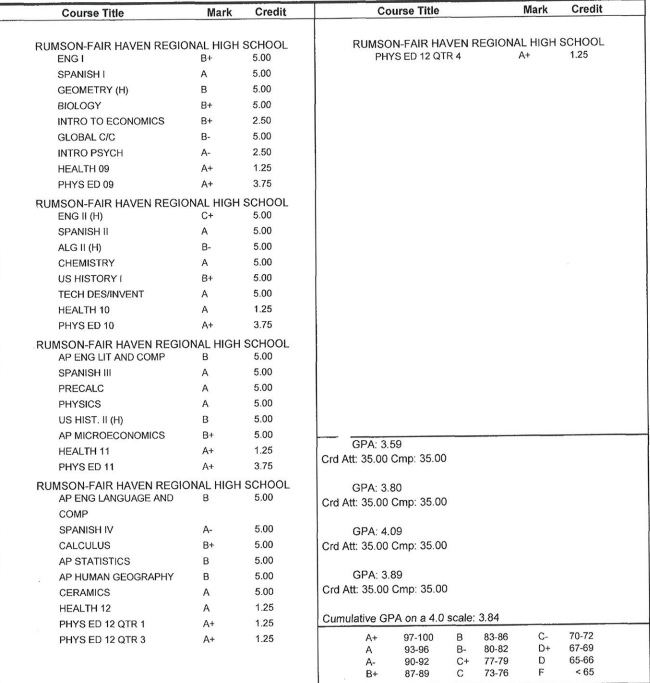 Course Title Mark Credit
RUMSON-FAIR HAVEN REGIONAL HIGH SCHOOL
ENG I B+ 5.00
SPANISH I A 5.00
GEOMETRY (H) B 5.00
BIOLOGY B+ 5.00
INTRO TO ECONOMICS B+ 2.50
GLOBAL C/C B- 5.00
INTRO PSYCH A- 2.50
HEALTH 09 A+ 1.25
PHYS ED 09 A+ 3.75
RUMSON-FAIR HAVEN REGIONAL HIGH SCHOOL
ENG II (H) C+ 5.00
SPANISH II A 5.00
ALG II (H) B- 5.00
CHEMISTRY A 5.00
US HISTORY I B+ 5.00
TECH DES/INVENT A 5.00
HEALTH 10 A 1.25
PHYS ED 10 A+ 3.75
RUMSON-FAIR HAVEN REGIONAL HIGH SCHOOL
AP ENG LIT AND COMP B 5.00
SPANISH III A 5.00
PRECALC A 5.00
PHYSICS A 5.00
US HIST. II (H) B 5.00
AP MICROECONOMICS B+ 5.00
HEALTH 11 A+ 1.25
PHYS ED 11 A+ 3.75
RUMSON-FAIR HAVEN REGIONAL HIGH SCHOOL
AP ENG LANGUAGE AND B 5.00
COMP
SPANISH IV A- 5.00
CALCULUS B+ 5.00
AP STATISTICS B 5.00
AP HUMAN GEOGRAPHY B 5.00
CERAMICS A 5.00
HEALTH 12 A 1.25
PHYS ED 12 QTR 1 A+ 1.25
PHYS ED 12 QTR 3 A+ 1.25
Course Title Mark Credit
RUMSON-FAIR HAVEN REGIONAL HIGH SCHOOL
PHYS ED 12 QTR 4 A+ 1.25
GPA: 3.59
Crd Att: 35.00 Cmp: 35.00
GPA: 3.80
Crd Att: 35.00 Cmp: 35.00
GPA: 4.09
Crd Att: 35.00 Cmp: 35.00
GPA: 3.89
Crd Att: 35.00 Cmp: 35.00
Cumulative GPA on a 4.0 scale: 3.84
A+ 97-100 B 83-86 C- 70-72
A 93-96 B- 80-82 D+ 67-69
A- 90-92 C+ 77-79 D 65-66
B+ 87-89 C 73-76 F < 65